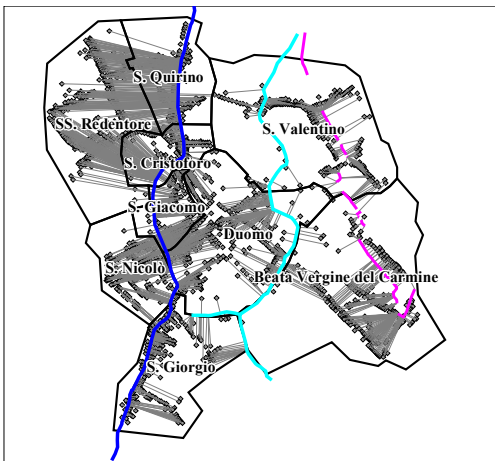 S. Quirino
SS. Redentore
S. Valentino
S. Cristoforo
S. Giacomo
Duomo
S. Nicolò
Beata Vergine del Carmine
S. Giorgio